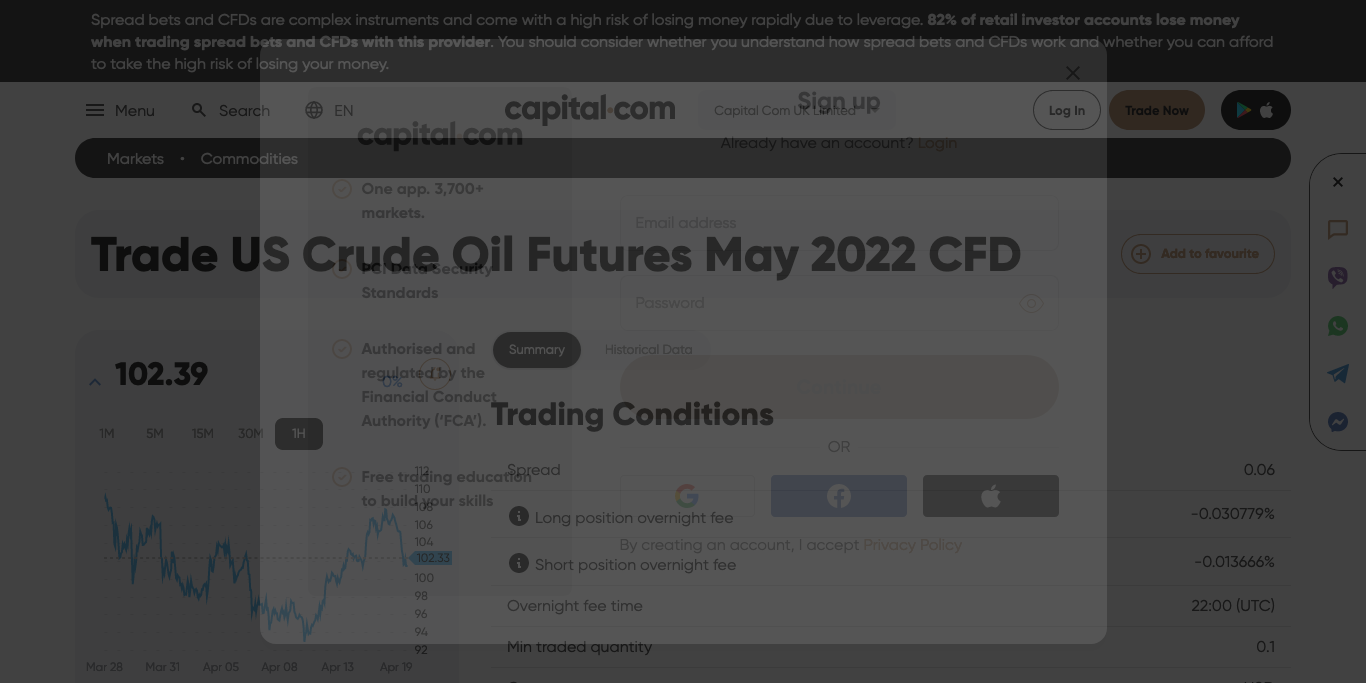 Spread bets and CFDs are complex instruments and come with a high risk of losing money rapidly due to leverage. 82% of retail investor accounts lose money
when trading spread bets and CFDs with this provider. You should consider whether you understand how spread bets and CFDs work and whether you can afford
to take the high risk of losing your money.
Menu
Search
EN
capital.com
Capital Com UK Limited
Log In
Trade Now
Markets • Commodities
Trade US Crude Oil Futures May 2022 CFD
Add to favourite
102.39
0%
1M 5M 15M 30M 1H
112
110
108
106
104
102.33
100
98
96
94
92
Mar 28 Mar 31 Apr 05 Apr 08 Apr 13 Apr 19
Summary
Historical Data
Trading Conditions
Spread 0.06
Long position overnight fee -0.030779%
Short position overnight fee -0.013666%
Overnight fee time 22:00 (UTC)
Min traded quantity 0.1
capital.com
One app. 3,700+
markets.
PCI Data Security
Standards
Authorised and
regulated by the
Financial Conduct
Authority (‘FCA’).
Free trading education
to build your skills
Sign up
Already have an account? Login
Email address
Password
OR
By creating an account, I accept Privacy Policy